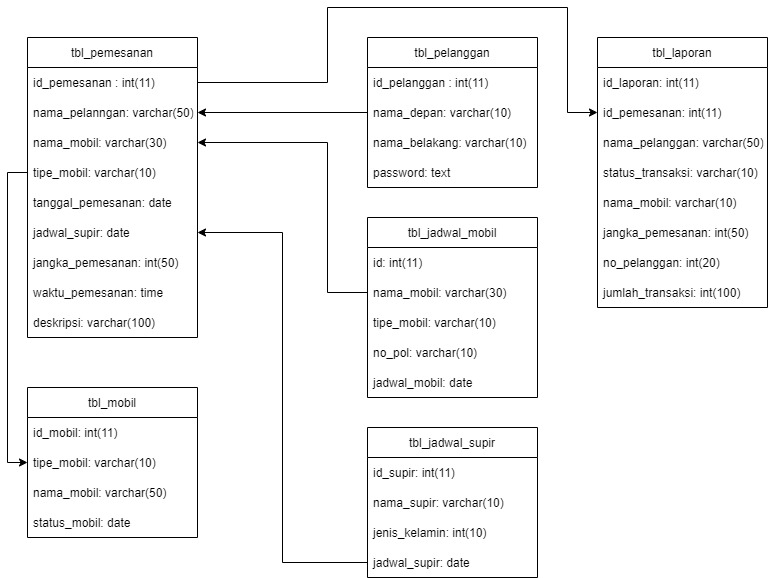 tbl_pemesanan
id_pemesanan : int(11)
nama_pelanngan: varchar(50)
nama_mobil: varchar(30)
tipe_mobil: varchar(10)
tanggal_pemesanan: date
jadwal_supir: date
jangka_pemesanan: int(50)
waktu_pemesanan: time
deskripsi: varchar(100)
tbl_pelanggan
id_pelanggan : int(11)
nama_depan: varchar(10)
nama_belakang: varchar(10)
password: text
tbl_laporan
id_laporan: int(11)
id_pemesanan: int(11)
nama_pelanggan: varchar(50)
status_transaksi: varchar(10)
nama_mobil: varchar(10)
jangka_pemesanan: int(50)
no_pelanggan: int(20)
jumlah_transaksi: int(100)
tbl_jadwal_mobil
id: int(11)
nama_mobil: varchar(30)
tipe_mobil: varchar(10)
no_pol: varchar(10)
jadwal_mobil: date
tbl_mobil
id_mobil: int(11)
tipe_mobil: varchar(10)
nama_mobil: varchar(50)
status_mobil: date
tbl_jadwal_supir
id_supir: int(11)
nama_supir: varchar(10)
jenis_kelamin: int(10)
jadwal_supir: date